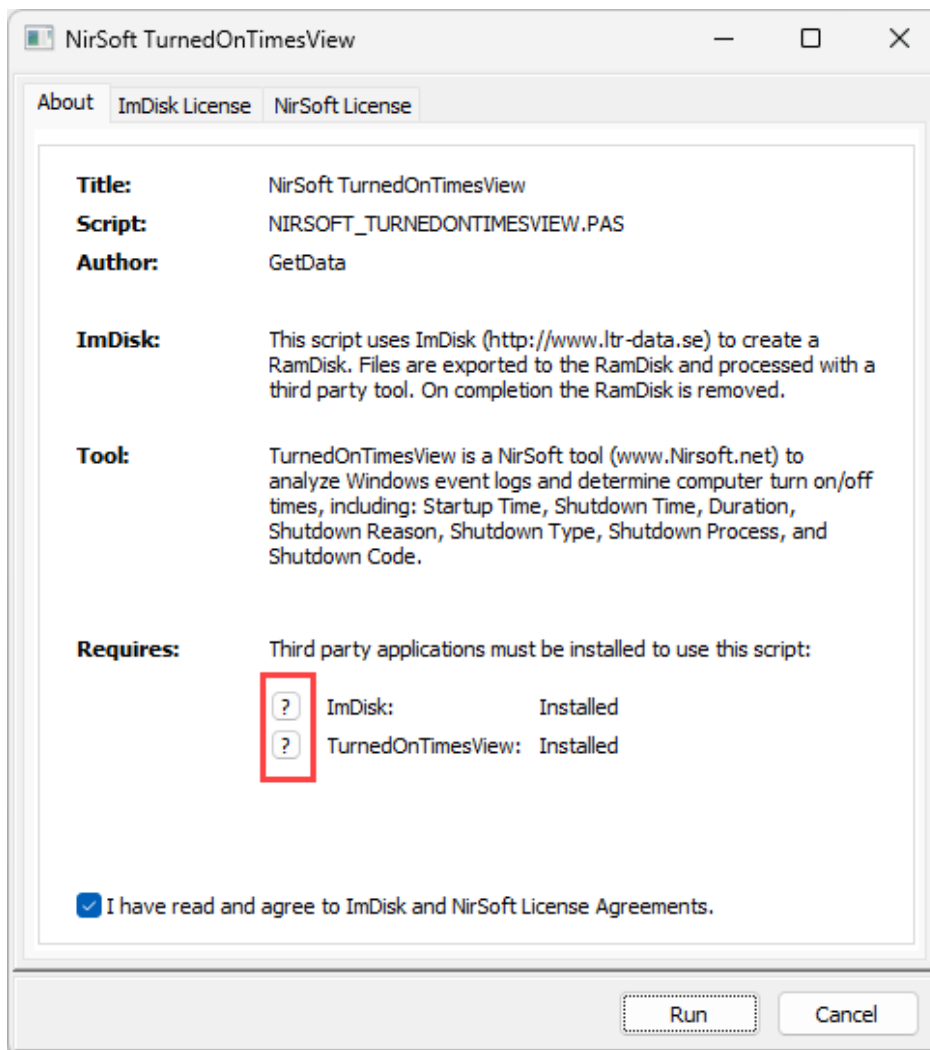 NirSoft TurnedOnTimesView
About ImDisk License NirSoft License
Title: NirSoft TurnedOnTimesView
Script: NIRSOFT_TURNEDONTIMESVIEW.PAS
Author: GetData
ImDisk: This script uses ImDisk (http://www.ltr-data.se) to create a
RamDisk. Files are exported to the RamDisk and processed with a
third party tool. On completion the RamDisk is removed.
Tool: TurnedOnTimesView is a NirSoft tool (www.Nirsoft.net) to
analyze Windows event logs and determine computer turn on/off
times, including: Startup Time, Shutdown Time, Duration,
Shutdown Reason, Shutdown Type, Shutdown Process, and
Shutdown Code.
Requires: Third party applications must be installed to use this script:
? ImDisk: Installed
? TurnedOnTimesView: Installed
I have read and agree to ImDisk and NirSoft License Agreements.
Run Cancel